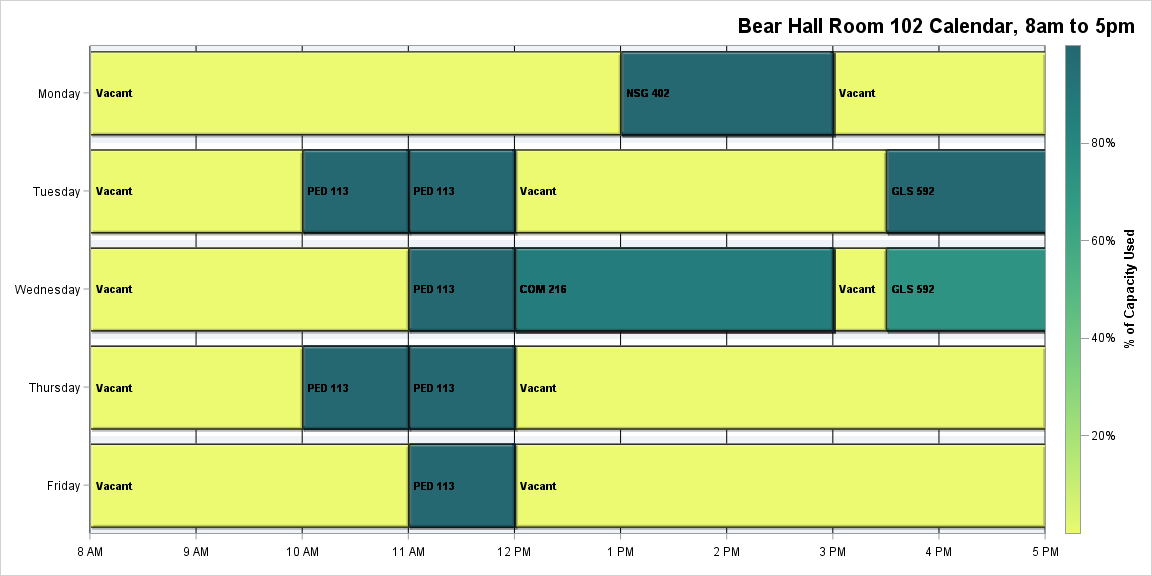 Bear Hall Room 102 Calendar, 8am to 5pm
Monday
Vacant
NSG 402
Vacant
Tuesday
Vacant
PED 113
PED 113
Vacant
GLS 592
Wednesday
Vacant
PED 113
COM 216
Vacant
GLS 592
Thursday
Vacant
PED 113
PED 113
Vacant
Friday
Vacant
PED 113
Vacant
8 AM
9 AM
10 AM
11 AM
12 PM
1 PM
2 PM
3 PM
4 PM
5 PM
80%
60%
40%
20%
% of Capacity Used